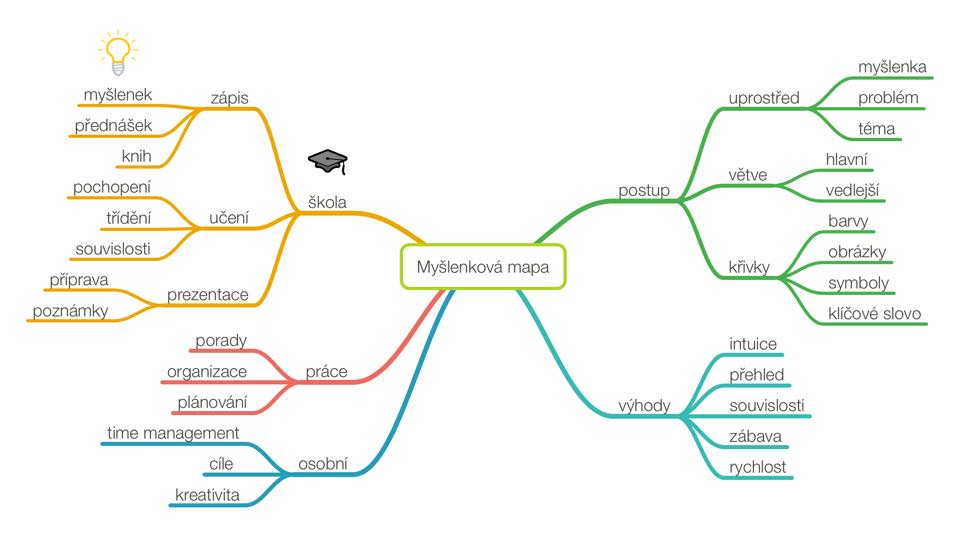 Myšlenková mapa
škola
zápis
myšlenek
přednášek
knih
učení
pochopení
třídění
souvislosti
prezentace
příprava
poznámky
práce
porady
organizace
plánování
osobní
time management
cíle
kreativita
postup
uprostřed
myšlenka
problém
téma
větve
hlavní
vedlejší
křivky
barvy
obrázky
symboly
klíčové slovo
výhody
intuice
přehled
souvislosti
zábava
rychlost